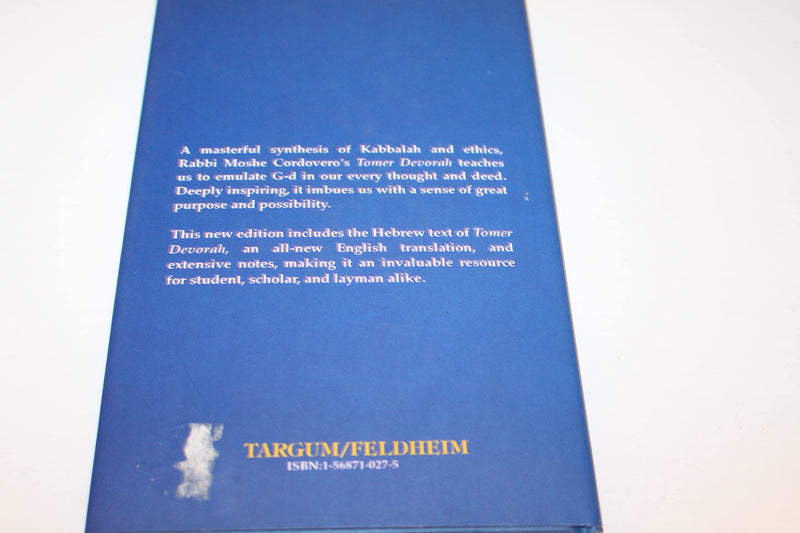 A masterful synthesis of Kabbalah and ethics,
Rabbi Moshe Cordovero's Tomer Devorah teaches
us to emulate G-d in our every thought and deed.
Deeply inspiring, it imbues us with a sense of great
purpose and possibility.
This new edition includes the Hebrew text of Tomer
Devorah, an all-new English translation, and
extensive notes, making it an invaluable resource
for student, scholar, and layman alike.
TARGUM/FELDHEIM
ISBN:1-56871-027-5